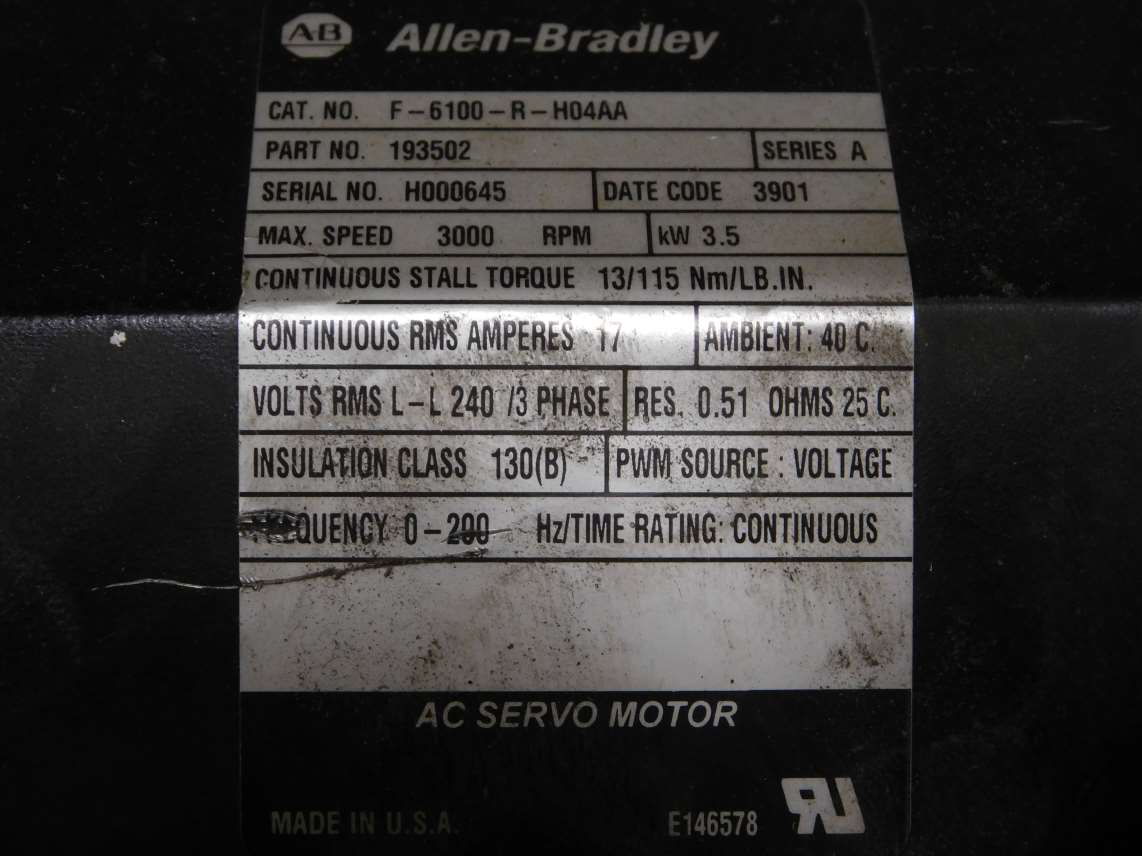 AB Allen-Bradley
CAT. NO. F-6100-R-H04AA
PART NO. 193502 SERIES A
SERIAL NO. H000645 DATE CODE 3901
MAX. SPEED 3000 RPM kW 3.5
CONTINUOUS STALL TORQUE 13/115 Nm/LB.IN.
CONTINUOUS RMS AMPERES 17 AMBIENT: 40 C.
VOLTS RMS L-L 240 /3 PHASE RES. 0.51 OHMS 25 C.
INSULATION CLASS 130(B) PWM SOURCE : VOLTAGE
FREQUENCY 0-200 Hz/TIME RATING: CONTINUOUS
AC SERVO MOTOR
MADE IN U.S.A. E146578 RU